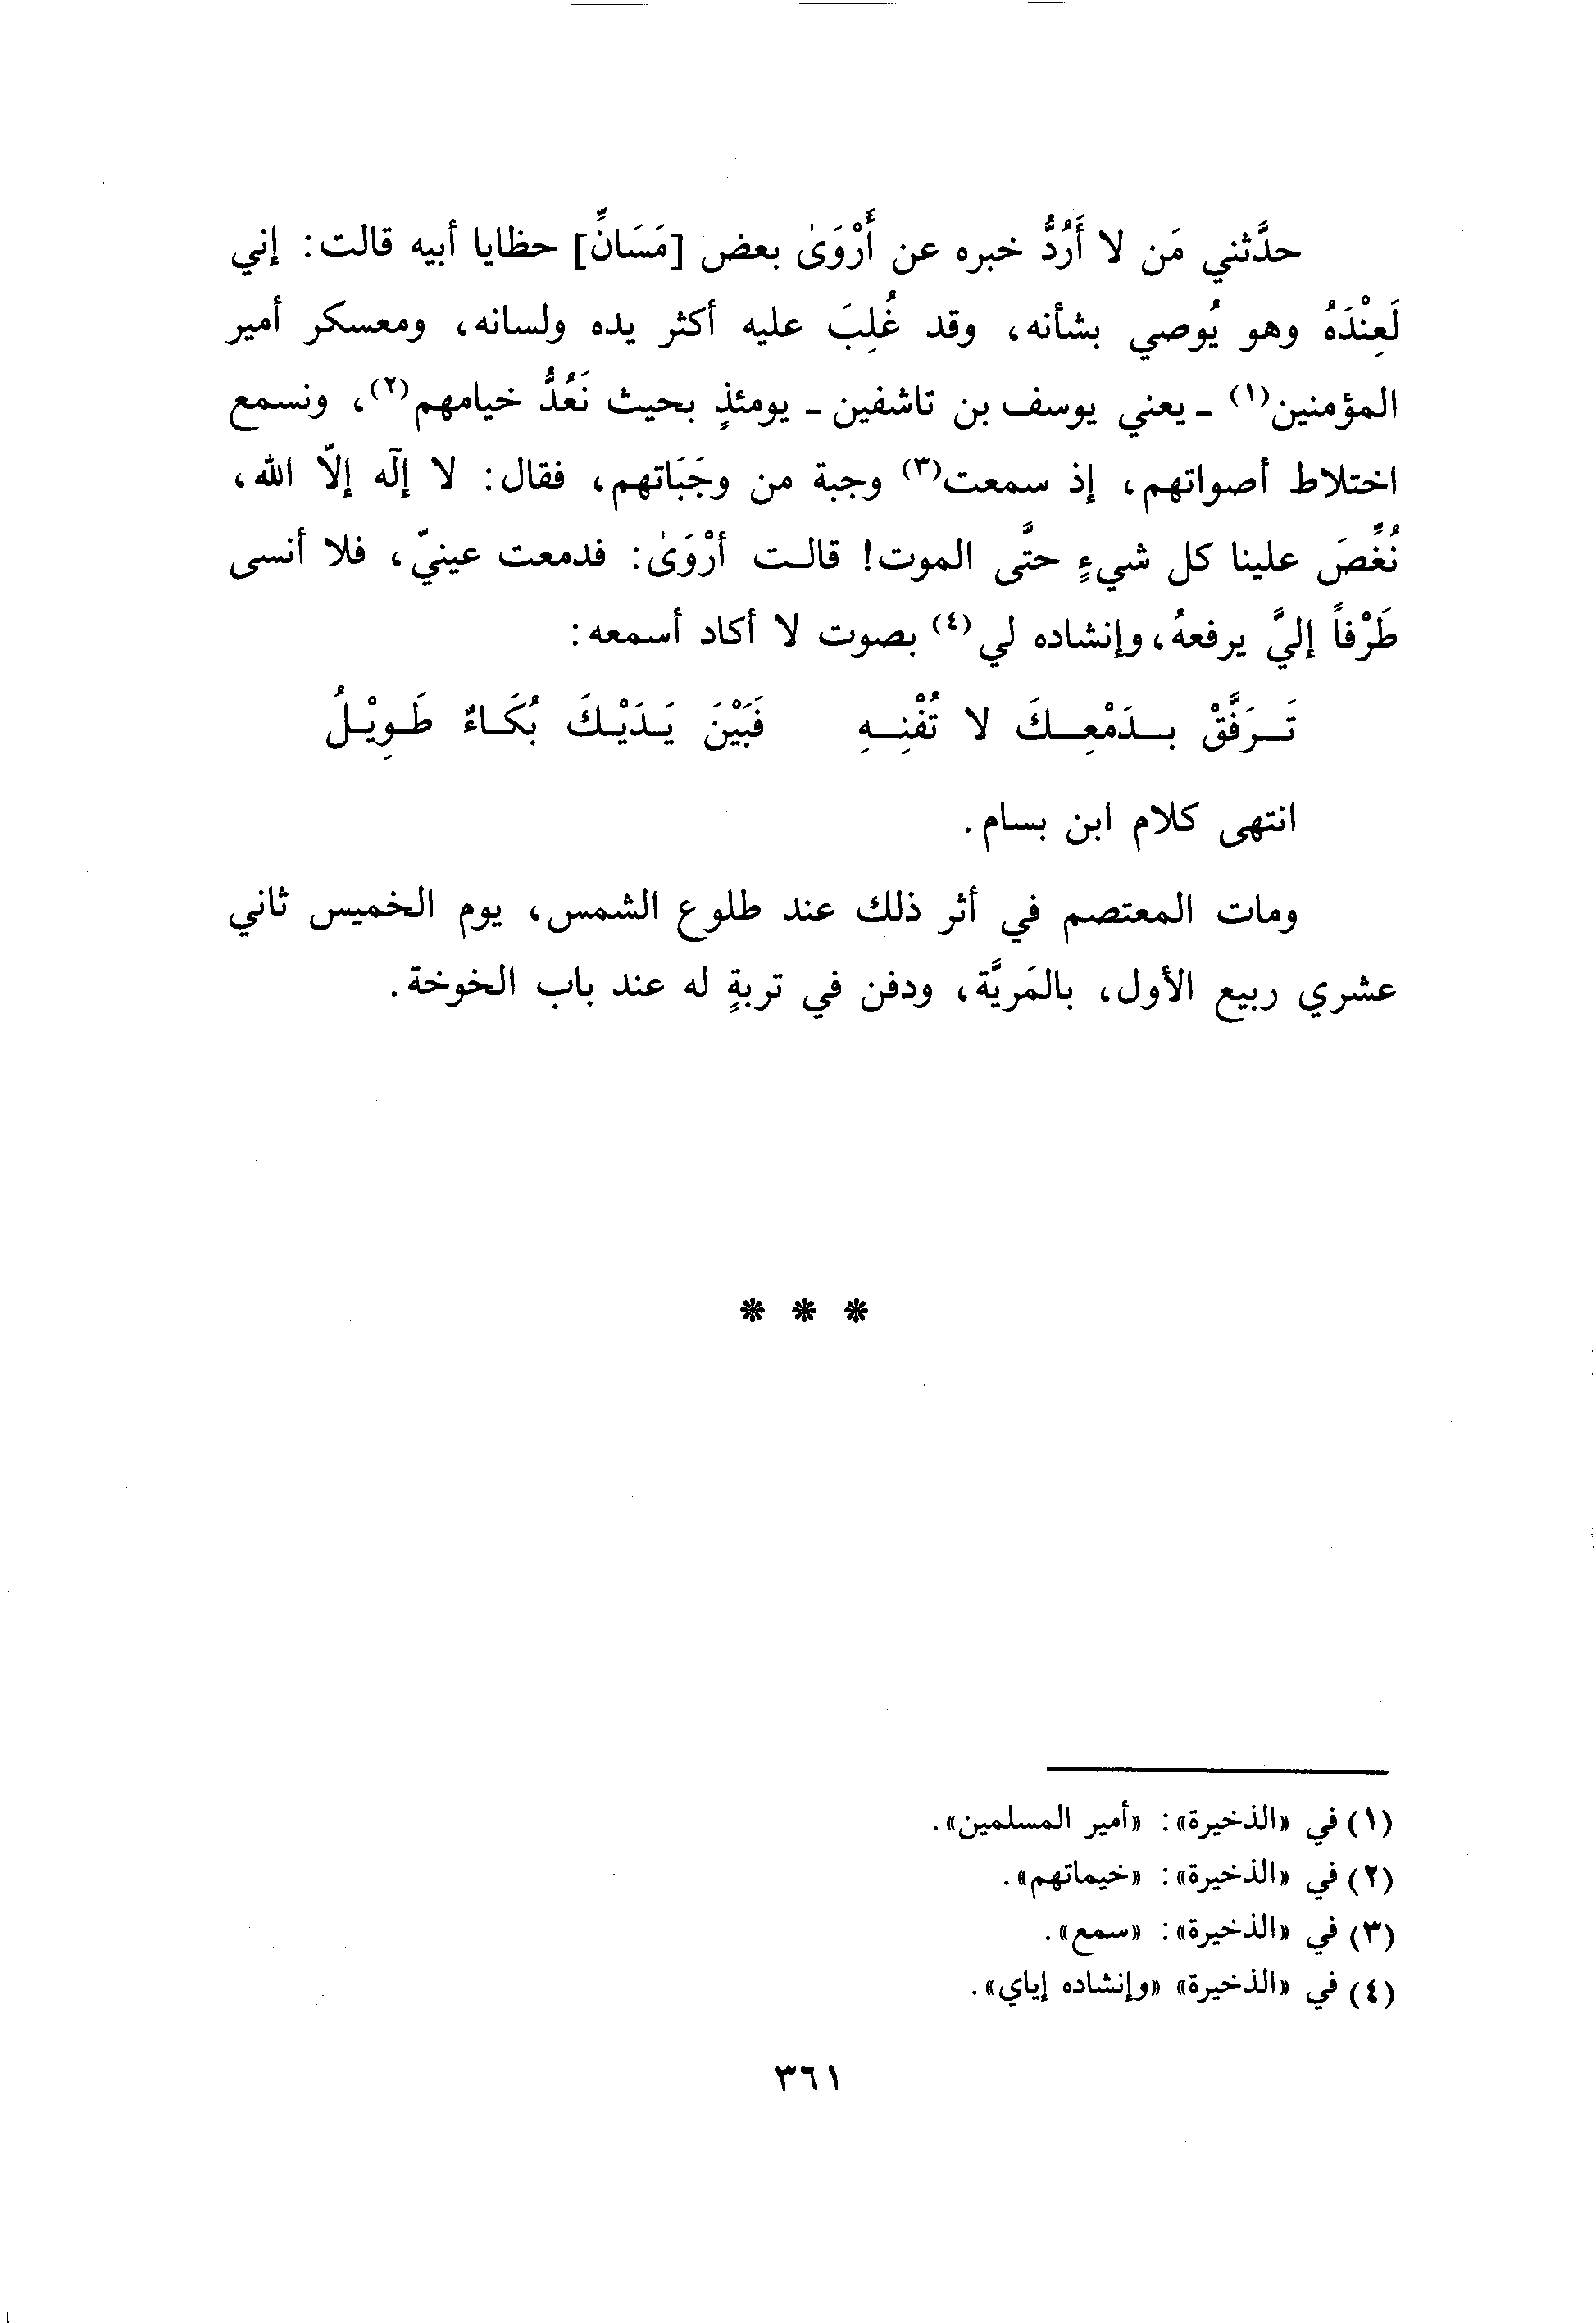 حدَّثني مَن لا أَرُدُّ خبره عن أَرْوَىٰ بعض [مَسَانِّ] حظايا أبيه قالت: إني
لَعِنْدَهُ وهو يُوصي بشأنه، وقد غُلِبَ عليه أكثر يده ولسانه، ومعسكر أمير
المؤمنين(١) ـ يعني يوسف بن تاشفين ـ يومئذٍ بحيث نَعُدُّ خيامهم(٢)، ونسمع
اختلاط أصواتهم، إذ سمعت(٣) وجبة من وجَبَاتهم، فقال: لا إلٓه إلاّ الله،
نُغِّصَ علينا كل شيءٍ حتَّى الموت! قالت أرْوَىٰ: فدمعت عينيّ، فلا أنسى
طَرْفاً إليَّ يرفعهُ، وإنشاده لي(٤) بصوت لا أكاد أسمعه:
تَـرَفَّقْ بِـدَمْعِـكَ لا تُفْنِـهِ فَبَيْنَ يَـدَيْـكَ بُكَـاءٌ طَـوِيْـلُ
انتهى كلام ابن بسام.
ومات المعتصم في أثر ذلك عند طلوع الشمس، يوم الخميس ثاني
عشري ربيع الأول، بالمَريَّة، ودفن في تربةٍ له عند باب الخوخة.
* * *
(١) في «الذخيرة»: «أمير المسلمين».
(٢) في «الذخيرة»: «خيماتهم».
(٣) في «الذخيرة»: «سمع».
(٤) في «الذخيرة» «وإنشاده إياي».
٣٦١